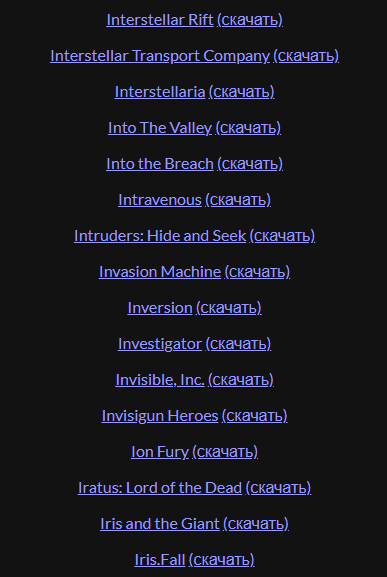 Interstellar Rift (скачать)
Interstellar Transport Company (скачать)
Interstellaria (скачать)
Into The Valley (скачать)
Into the Breach (скачать)
Intravenous (скачать)
Intruders: Hide and Seek (скачать)
Invasion Machine (скачать)
Inversion (скачать)
Investigator (скачать)
Invisible, Inc. (скачать)
Invisigun Heroes (скачать)
Ion Fury (скачать)
Iratus: Lord of the Dead (скачать)
Iris and the Giant (скачать)
Iris.Fall (скачать)